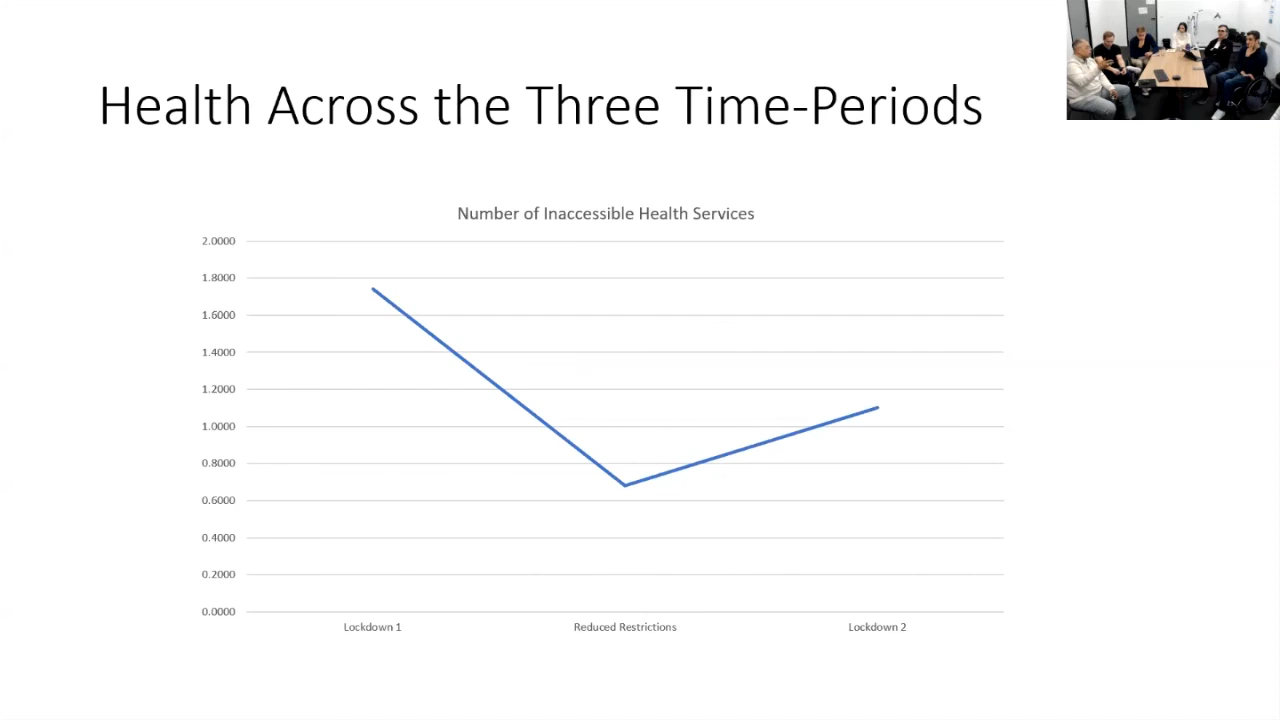 Health Across the Three Time-Periods
Number of Inaccessible Health Services
2.0000
1.8000
1.6000
1.4000
1.2000
1.0000
0.8000
0.6000
0.4000
0.2000
0.0000
Lockdown 1
Reduced Restrictions
Lockdown 2